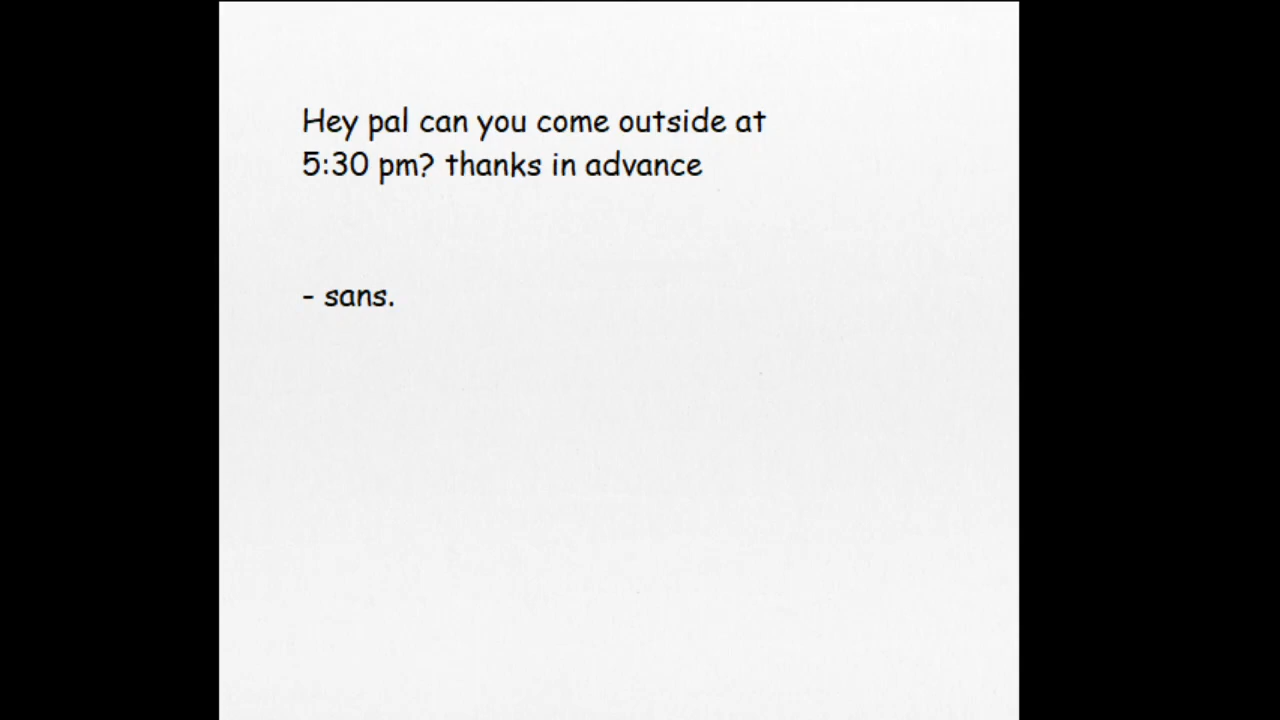 Hey pal can you come outside at
5:30 pm? thanks in advance
- sans.